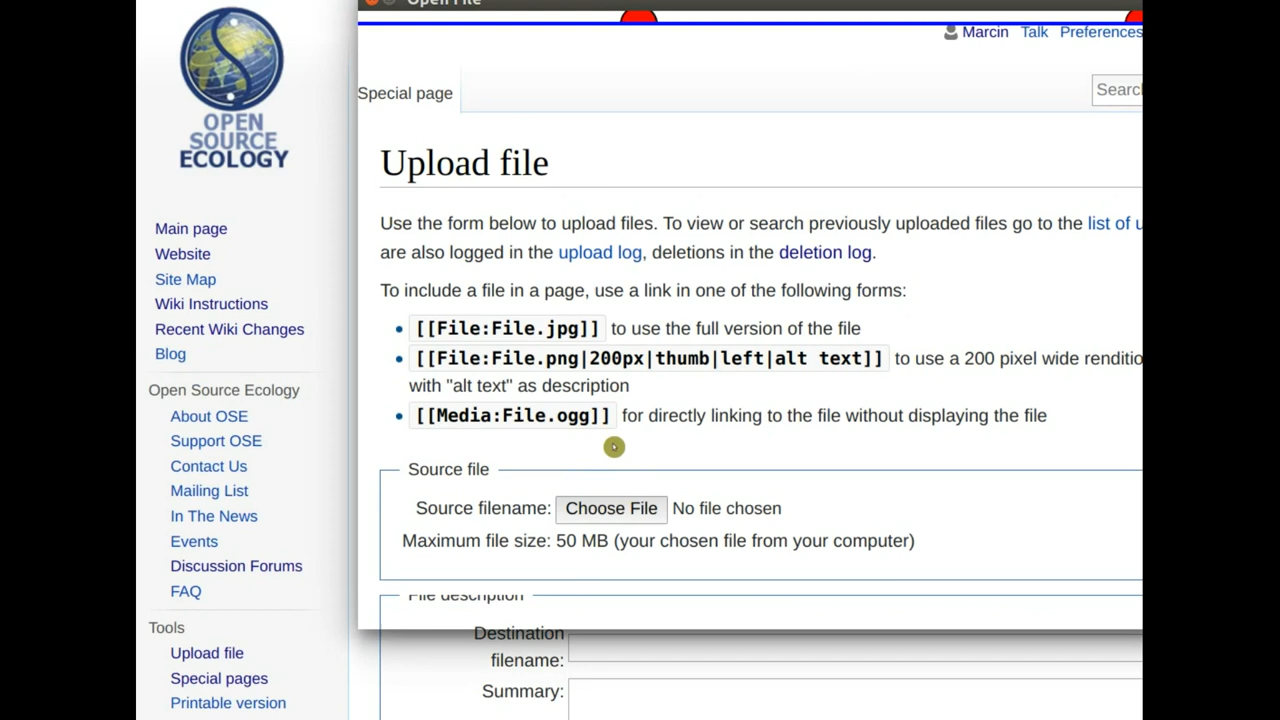 Open File
Marcin Talk Preferences
Special page
Searc
OPEN
SOURCE
ECOLOGY
Upload file
Use the form below to upload files. To view or search previously uploaded files go to the list of u
are also logged in the upload log, deletions in the deletion log.
To include a file in a page, use a link in one of the following forms:
[[File:File.jpg]] to use the full version of the file
[[File:File.png|200px|thumb|left|alt text]] to use a 200 pixel wide renditio
with "alt text" as description
[[Media:File.ogg]] for directly linking to the file without displaying the file
Source file
Source filename: Choose File No file chosen
Maximum file size: 50 MB (your chosen file from your computer)
File description
Destination
filename:
Summary:
Main page
Website
Site Map
Wiki Instructions
Recent Wiki Changes
Blog
Open Source Ecology
About OSE
Support OSE
Contact Us
Mailing List
In The News
Events
Discussion Forums
FAQ
Tools
Upload file
Special pages
Printable version